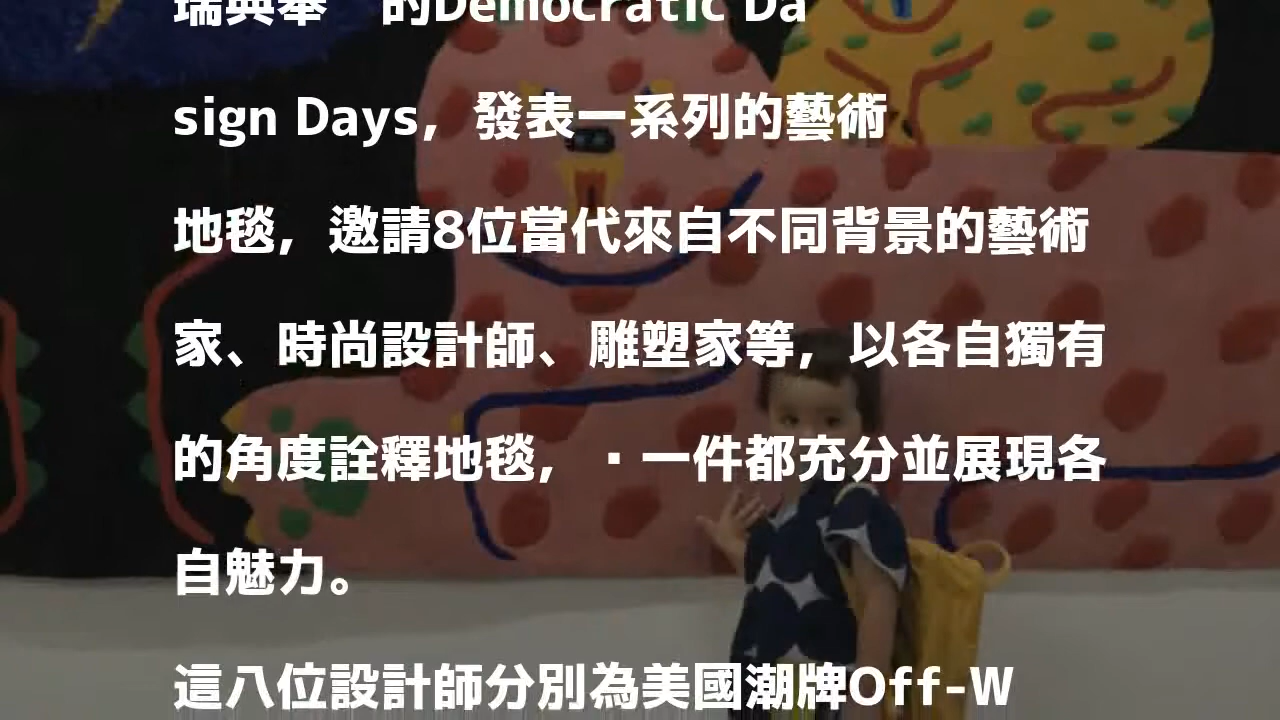 瑞典舉 的Democratic Da
sign Days，發表一系列的藝術
地毯，邀請8位當代來自不同背景的藝術
家、時尚設計師、雕塑家等，以各自獨有
的角度詮釋地毯，・一件都充分並展現各
自魅力。
這八位設計師分別為美國潮牌Off-W